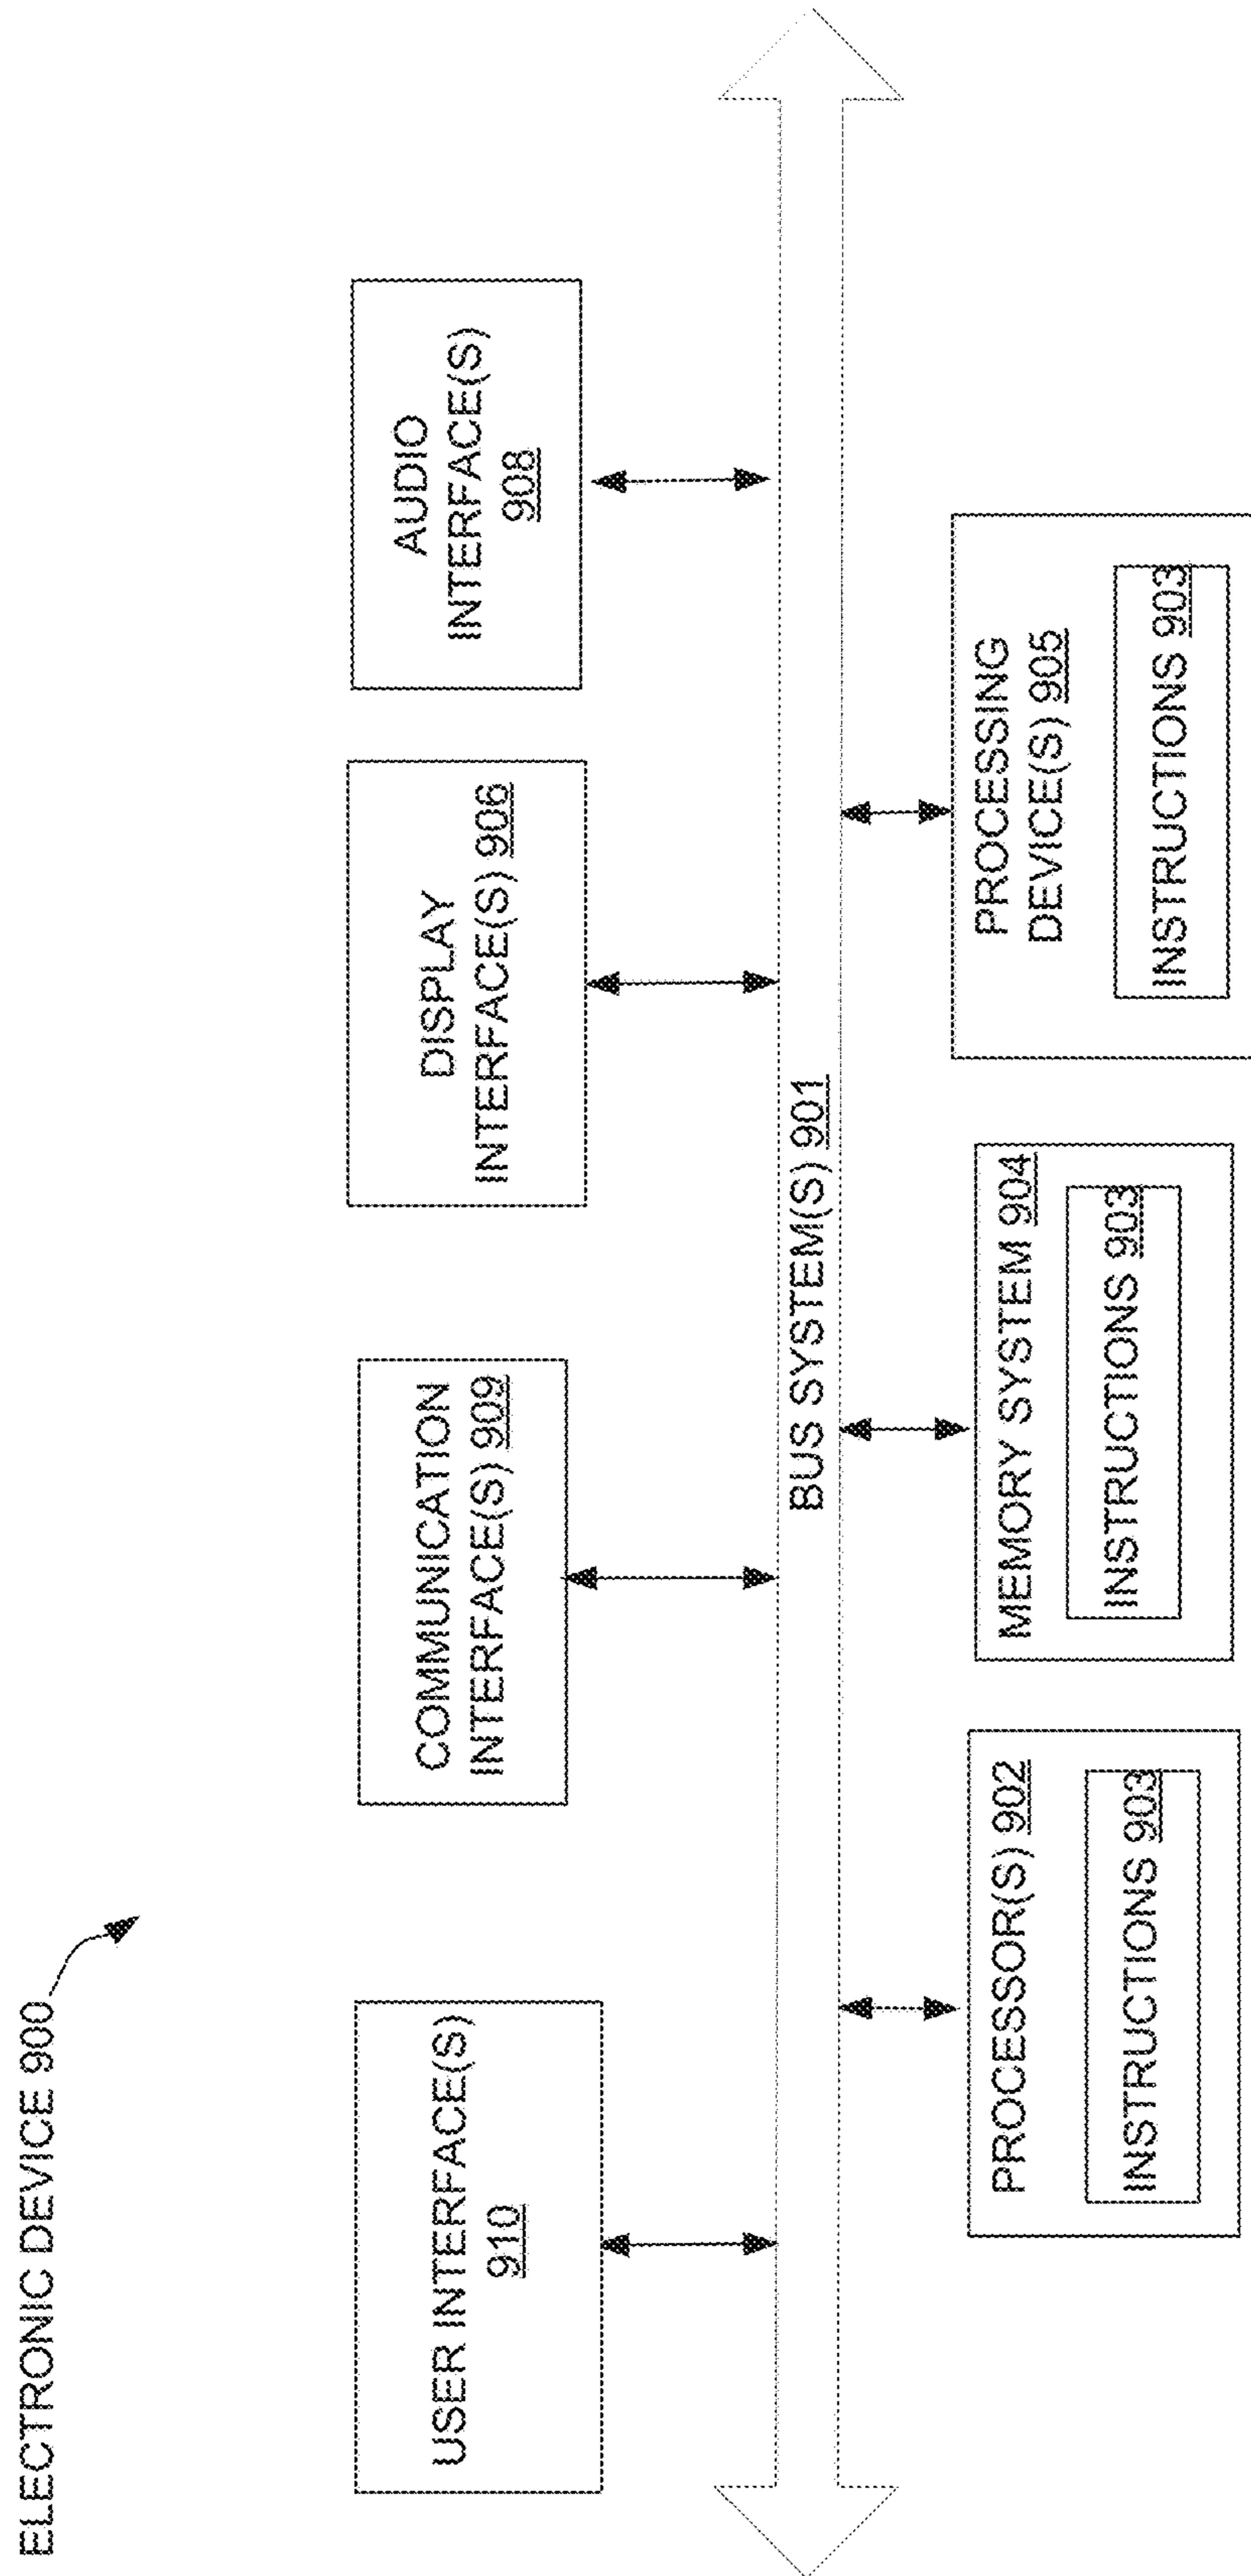 ELECTRONIC DEVICE 900
USER INTERFACE(S)
910
COMMUNICATION
INTERFACE(S) 909
DISPLAY
INTERFACE(S) 906
AUDIO
INTERFACE(S)
908
BUS SYSTEM(S) 901
PROCESSOR(S) 902
INSTRUCTIONS 903
MEMORY SYSTEM 904
INSTRUCTIONS 903
PROCESSING
DEVICE(S) 905
INSTRUCTIONS 903